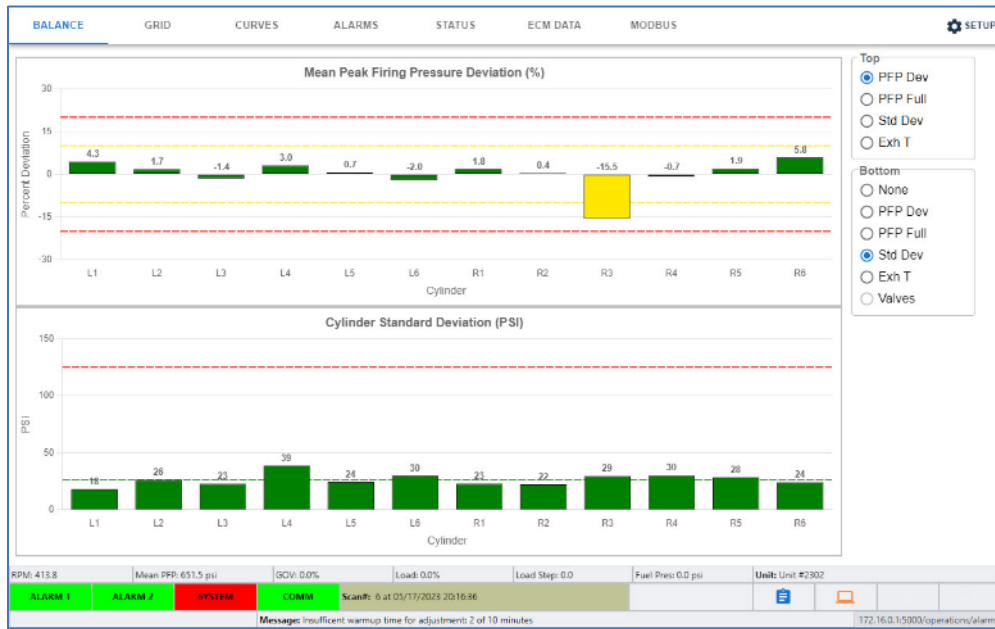 BALANCE GRID CURVES ALARMS STATUS ECM DATA MODBUS SETUP
Mean Peak Firing Pressure Deviation (%)
30
15
0
-15
-30
Percent Deviation
4.3 1.7 -1.4 3.0 0.7 -2.0 1.8 0.4 -15.5 -0.7 1.9 5.8
L1 L2 L3 L4 L5 L6 R1 R2 R3 R4 R5 R6
Cylinder
Top
PFP Dev
PFP Full
Std Dev
Exh T
Bottom
None
PFP Dev
PFP Full
Std Dev
Exh T
Valves
Cylinder Standard Deviation (PSI)
150
100
50
0
PSI
18 26 23 39 24 30 23 22 29 30 28 24
L1 L2 L3 L4 L5 L6 R1 R2 R3 R4 R5 R6
Cylinder
RPM: 413.8 Mean PFP: 651.5 psi GOV: 0.0% Load: 0.0% Load Step: 0.0 Fuel Pres: 0.0 psi Unit: Unit #2302
ALARM 1 ALARM 2 SYSTEM COMM Scan#: 6 at 05/17/2023 20:16:36
Message: Insufficent warmup time for adjustment: 2 of 10 minutes 172.16.0.1:5000/operations/alarm